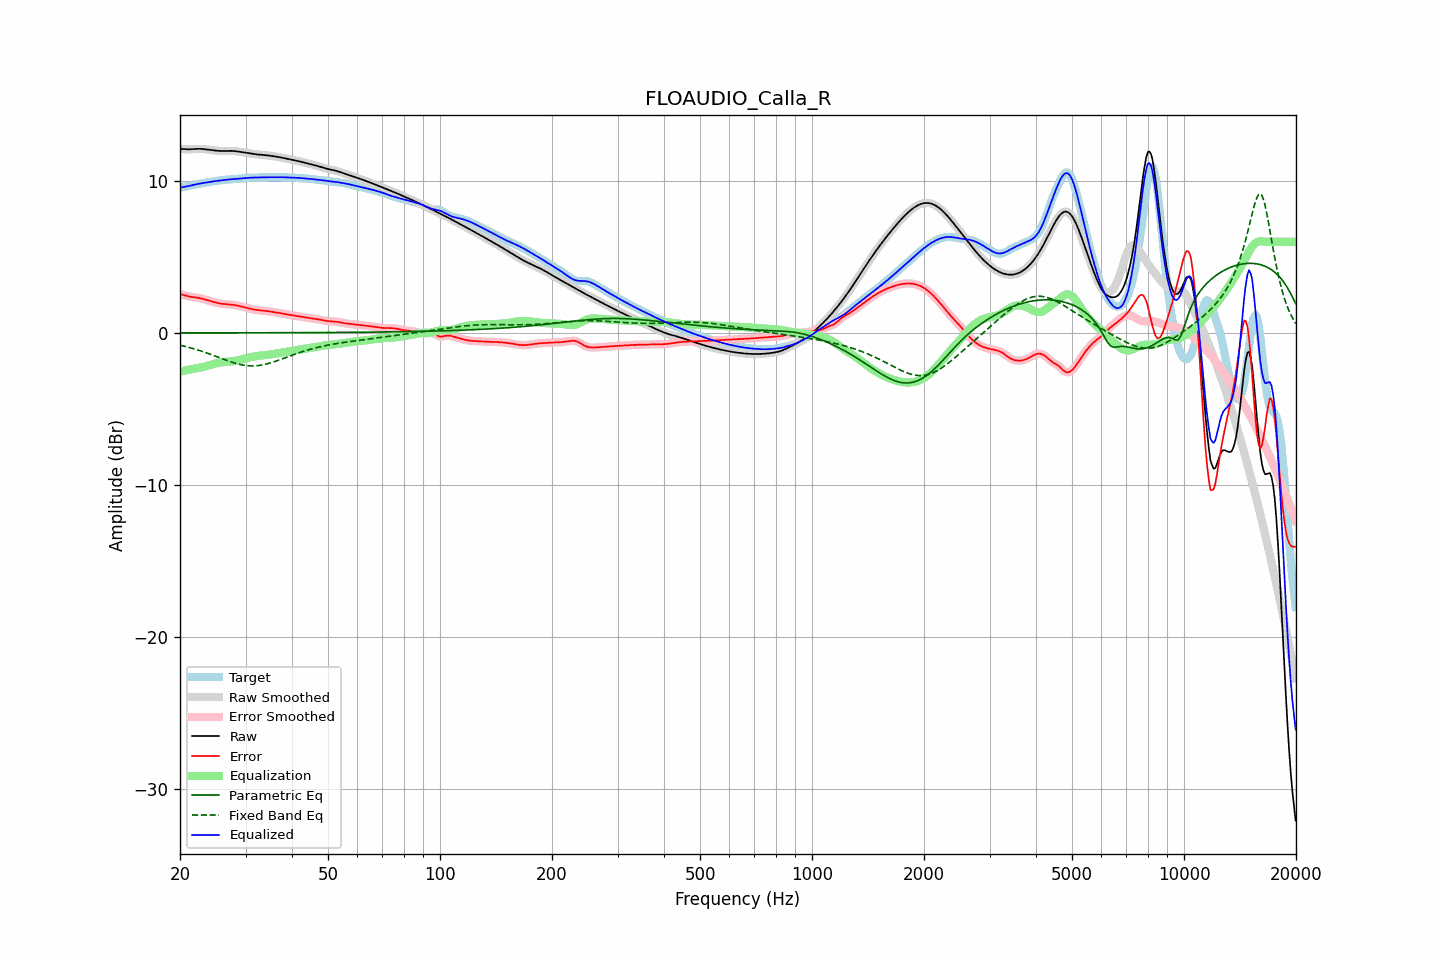 FLOAUDIO_Calla_R
Amplitude (dBr)
10
0
−10
−20
−30
Target
Raw Smoothed
Error Smoothed
Raw
Error
Equalization
Parametric Eq
Fixed Band Eq
Equalized
20 50 100 200 500 1000 2000 5000 10000 20000
Frequency (Hz)